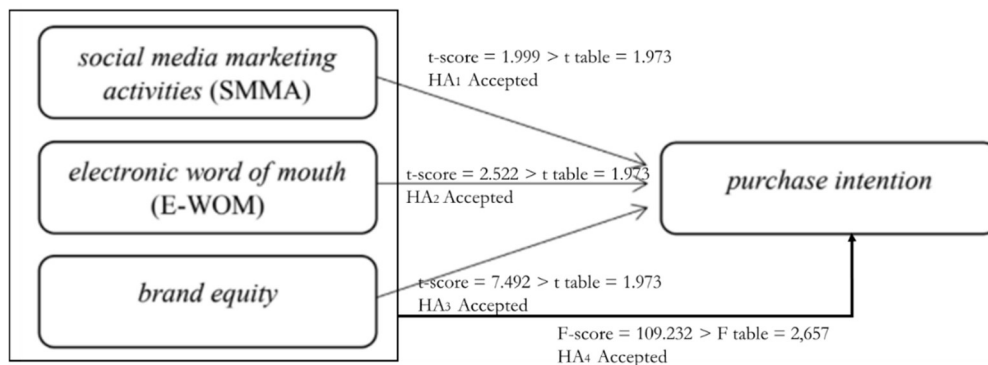 social media marketing
activities (SMMA)
t-score = 1.999 > t table = 1.973
HA1 Accepted
electronic word of mouth
(E-WOM)
t-score = 2.522 > t table = 1.973
HA2 Accepted
purchase intention
brand equity
t-score = 7.492 > t table = 1.973
HA3 Accepted
F-score = 109.232 > F table = 2,657
HA4 Accepted